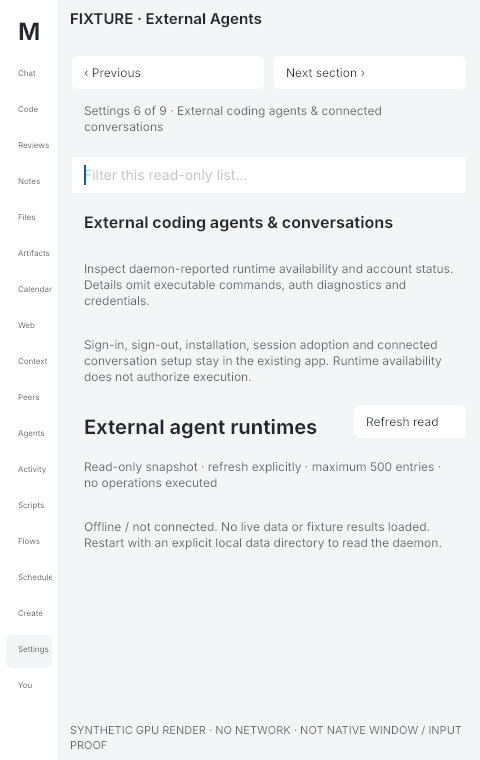 M
FIXTURE · External Agents
Chat
Code
Reviews
Notes
Files
Artifacts
Calendar
Web
Context
Peers
Agents
Activity
Scripts
Flows
Schedule
Create
Settings
You
‹ Previous
Next section ›
Settings 6 of 9 · External coding agents & connected
conversations
Filter this read-only list...
External coding agents & conversations
Inspect daemon-reported runtime availability and account status.
Details omit executable commands, auth diagnostics and
credentials.
Sign-in, sign-out, installation, session adoption and connected
conversation setup stay in the existing app. Runtime availability
does not authorize execution.
External agent runtimes
Refresh read
Read-only snapshot · refresh explicitly · maximum 500 entries ·
no operations executed
Offline / not connected. No live data or fixture results loaded.
Restart with an explicit local data directory to read the daemon.
SYNTHETIC GPU RENDER · NO NETWORK · NOT NATIVE WINDOW / INPUT
PROOF